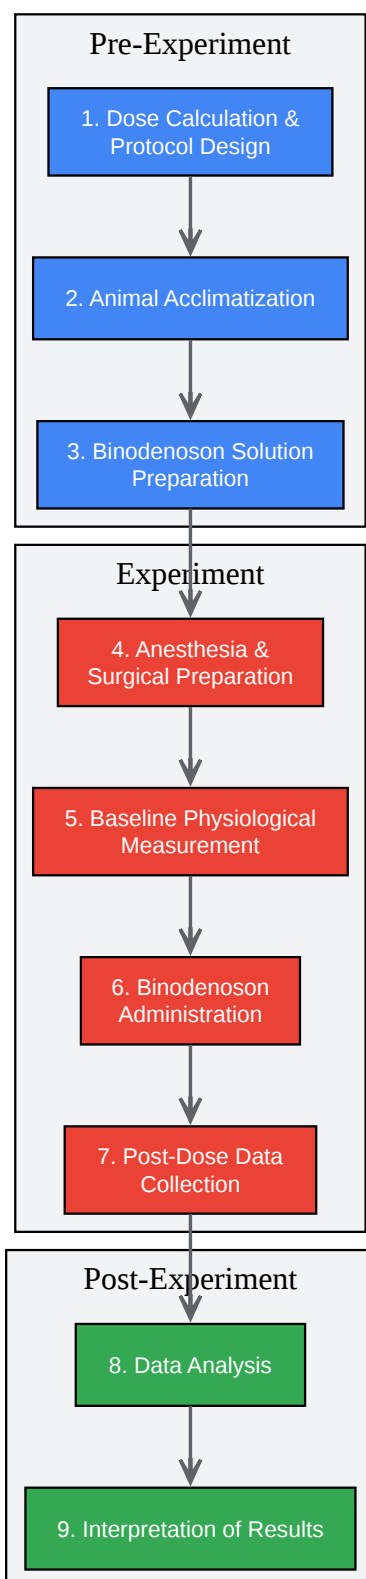 Pre-Experiment
1. Dose Calculation &
Protocol Design
2. Animal Acclimatization
3. Binodenoson Solution
Preparation
Experiment
4. Anesthesia &
Surgical Preparation
5. Baseline Physiological
Measurement
6. Binodenoson
Administration
7. Post-Dose Data
Collection
Post-Experiment
8. Data Analysis
9. Interpretation of Results